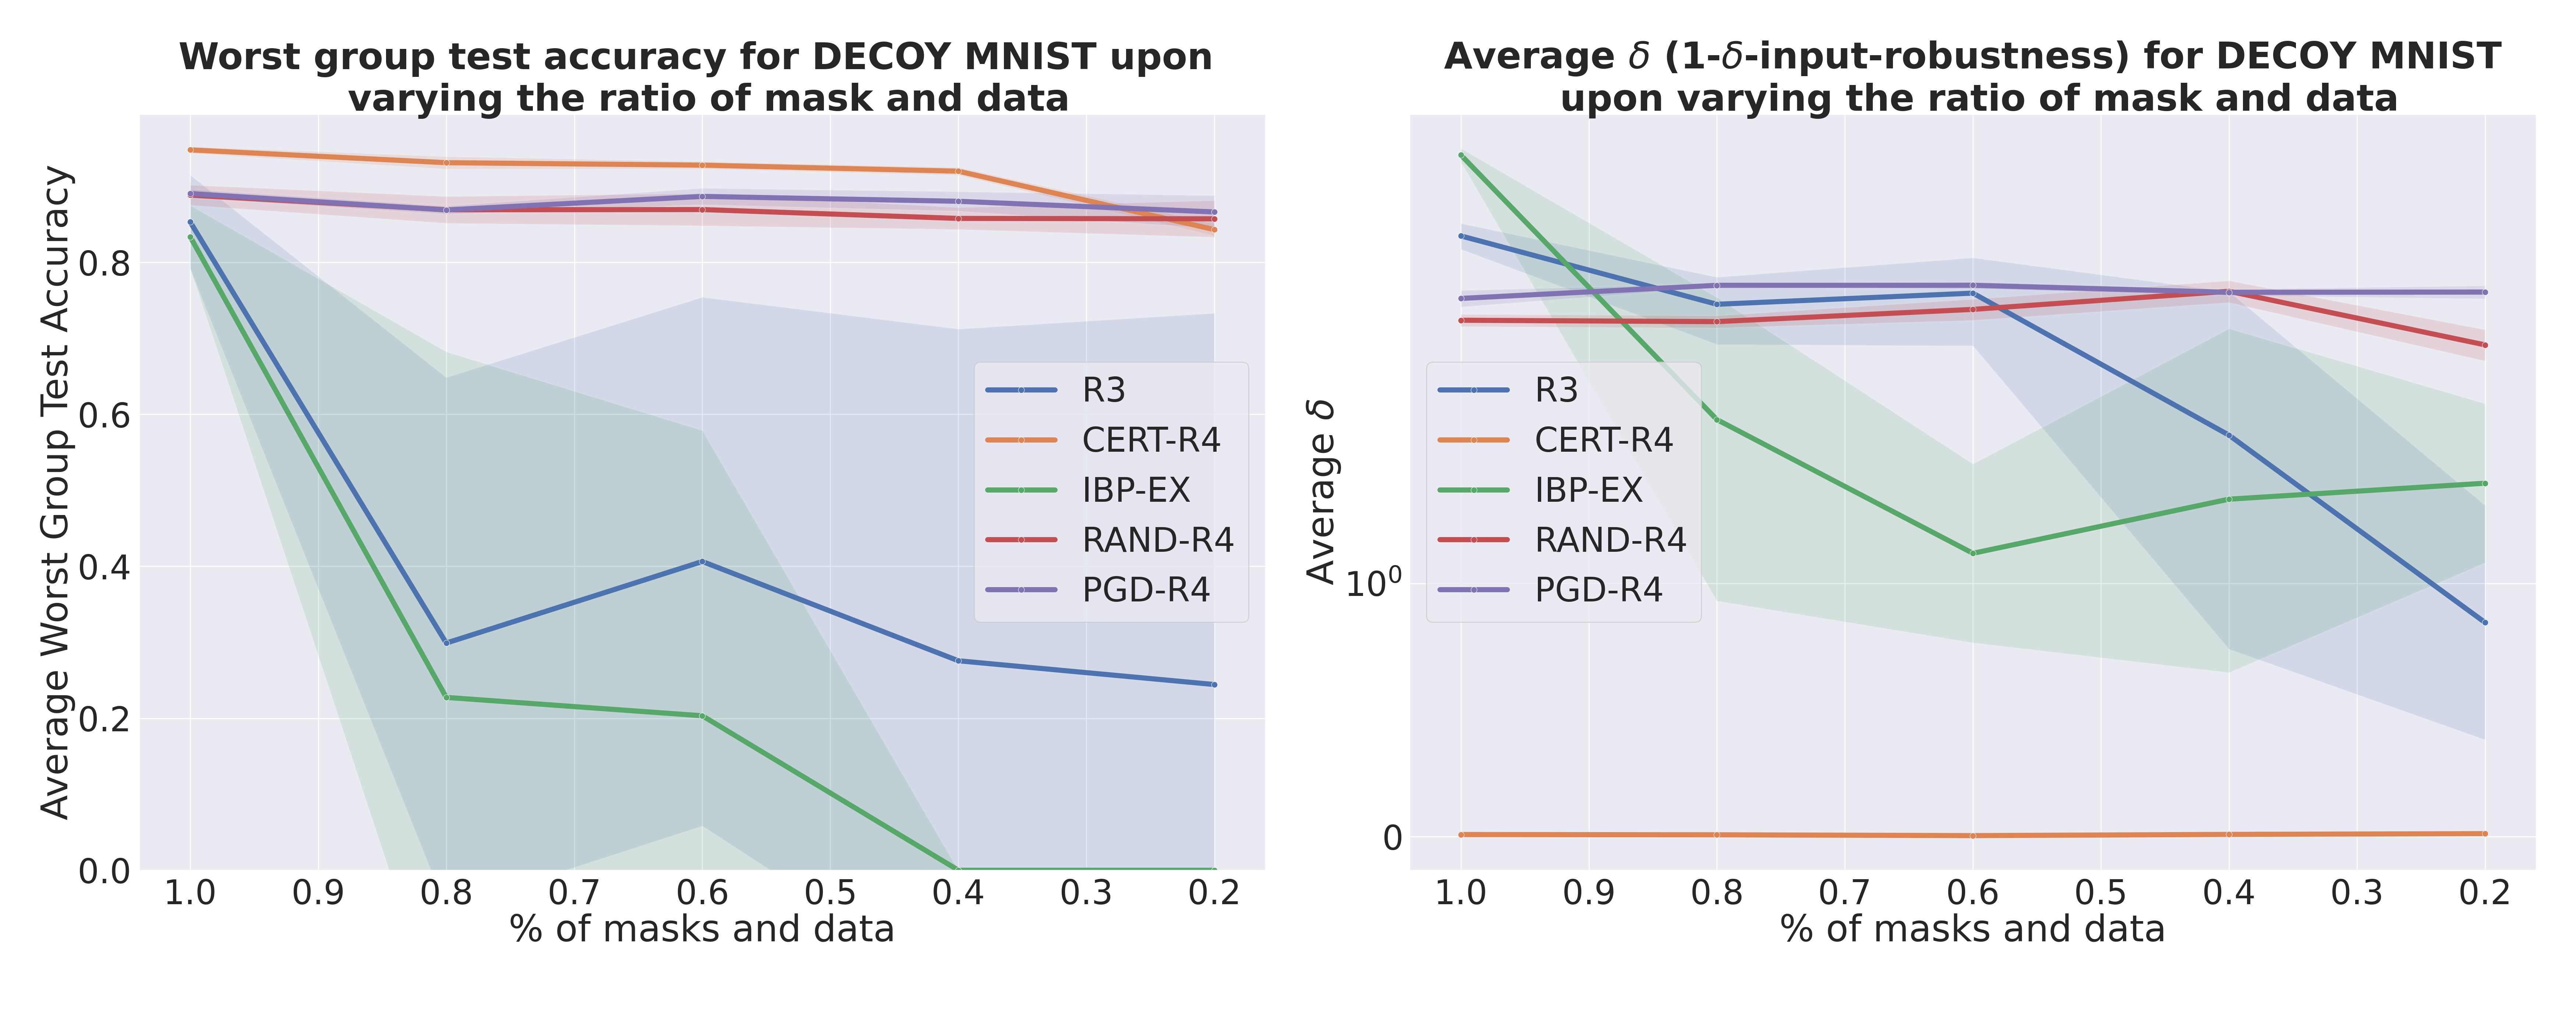 Worst group test accuracy for DECOY MNIST upon
varying the ratio of mask and data
Average Worst Group Test Accuracy
0.8
0.6
0.4
0.2
0.0
R3
CERT-R4
IBP-EX
RAND-R4
PGD-R4
1.0 0.9 0.8 0.7 0.6 0.5 0.4 0.3 0.2
% of masks and data
Average δ (1-δ-input-robustness) for DECOY MNIST
upon varying the ratio of mask and data
Average δ
10⁰
0
R3
CERT-R4
IBP-EX
RAND-R4
PGD-R4
1.0 0.9 0.8 0.7 0.6 0.5 0.4 0.3 0.2
% of masks and data